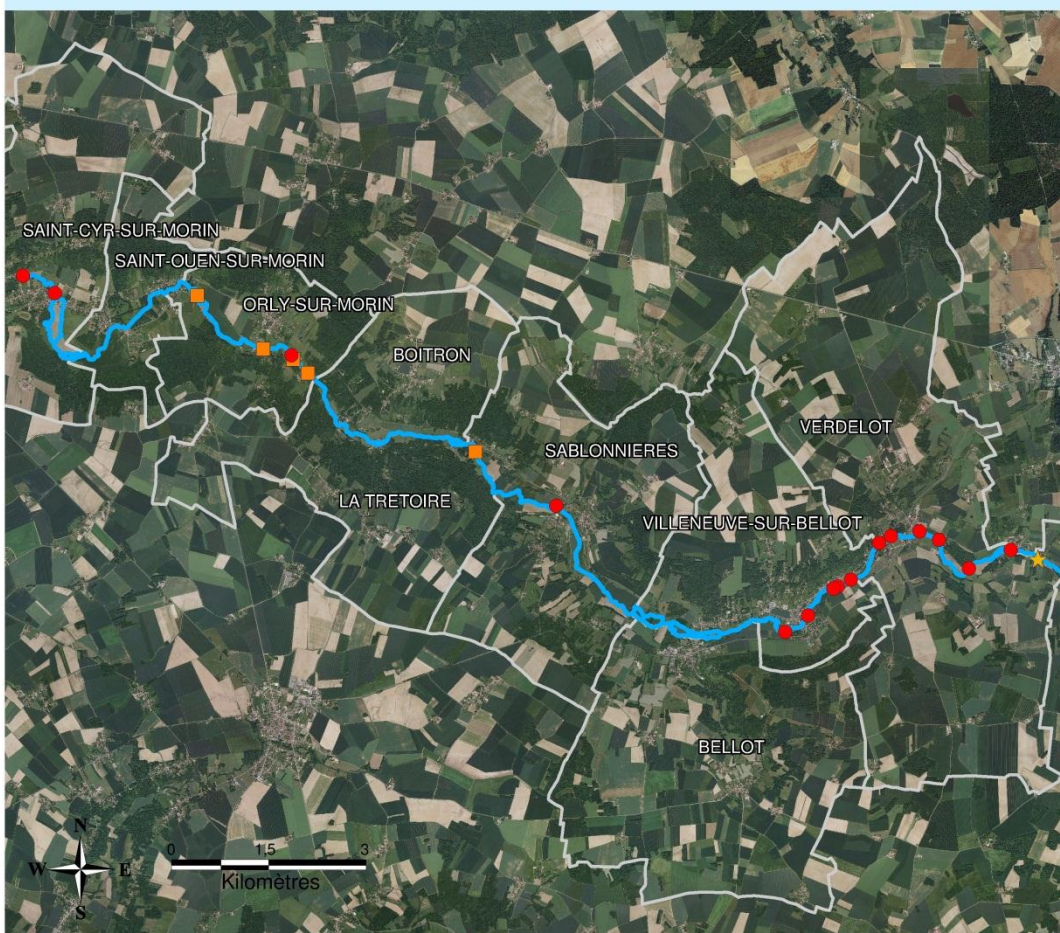 SAINT-CYR-SUR-MORIN
SAINT-OUEN-SUR-MORIN
ORLY-SUR-MORIN
BOITRON
SABLONNIERES
VERDELOT
LA TRETOIRE
VILLENEUVE-SUR-BELLOT
BELLOT
N
W
E
S
0
1,5
3
Kilomètres